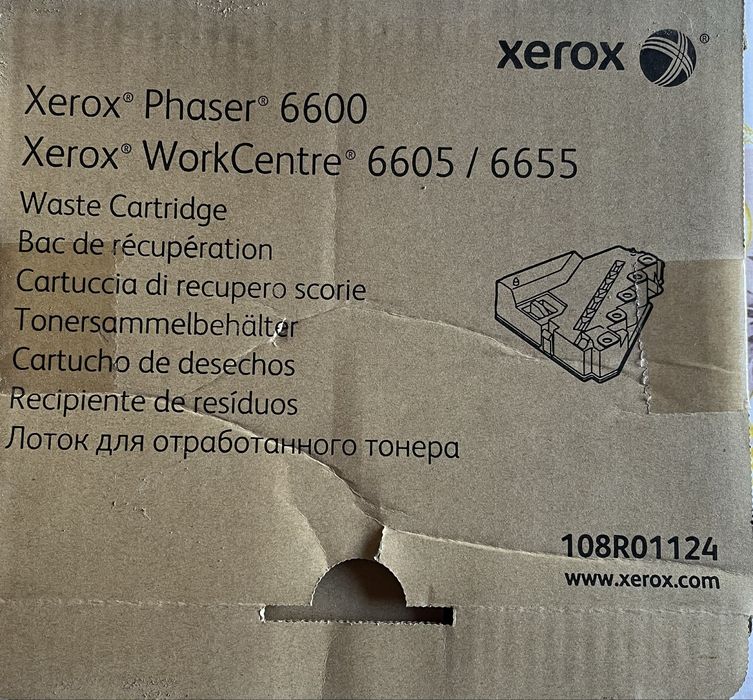 xerox ®
Xerox® Phaser® 6600
Xerox® WorkCentre® 6605 / 6655
Waste Cartridge
Bac de récupération
Cartuccia di recupero scorie
Tonersammelbehälter
Cartucho de desechos
Recipiente de resíduos
Лоток для отработанного тонера
108R01124
www.xerox.com